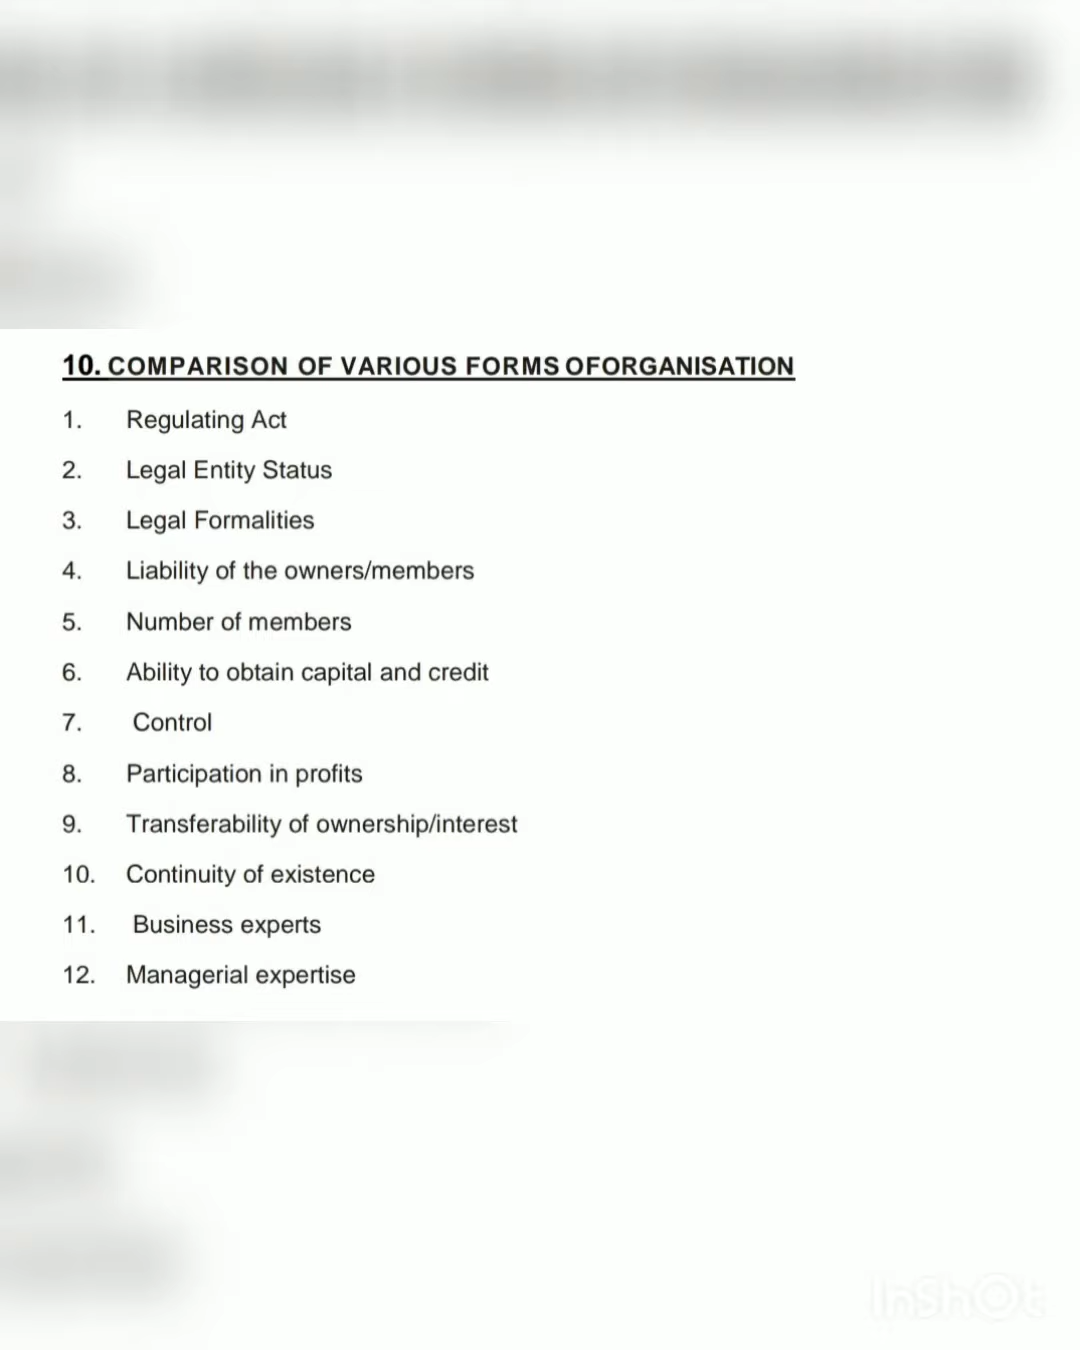 10. COMPARISON OF VARIOUS FORMS OFORGANISATION
1. Regulating Act
2. Legal Entity Status
3. Legal Formalities
4. Liability of the owners/members
5. Number of members
6. Ability to obtain capital and credit
7. Control
8. Participation in profits
9. Transferability of ownership/interest
10. Continuity of existence
11. Business experts
12. Managerial expertise
InShOt